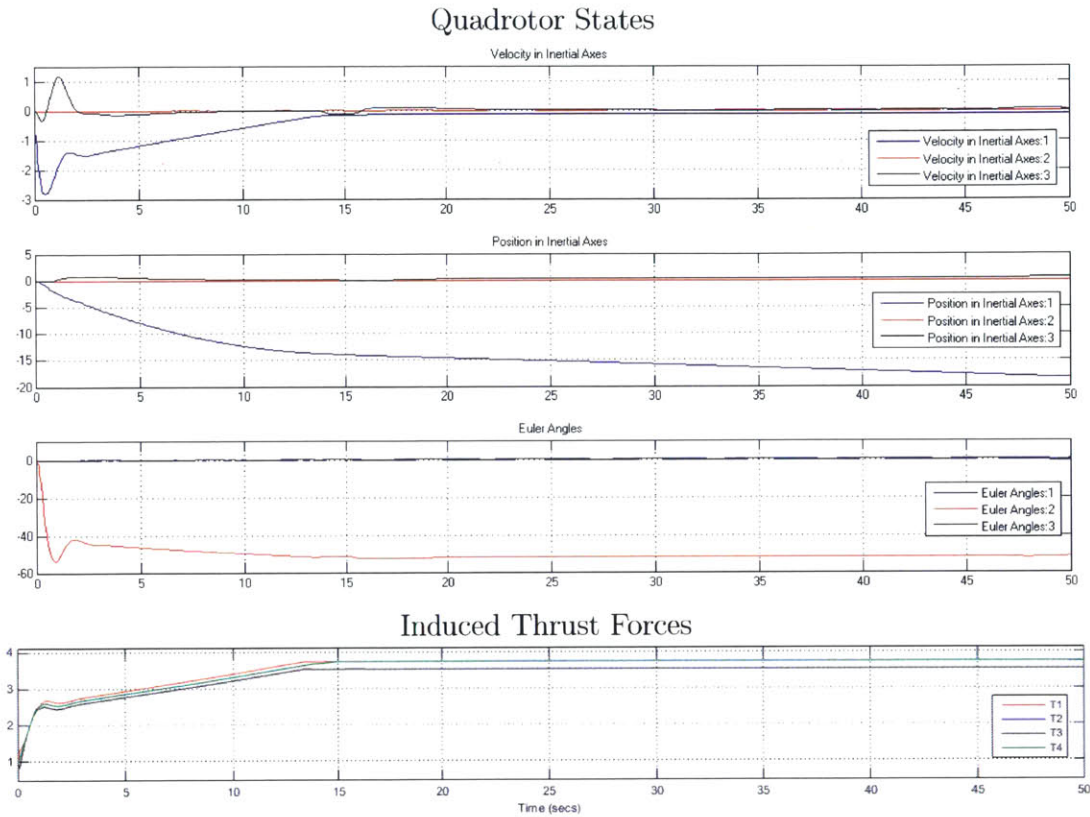 Quadrotor States
Velocity in Inertial Axes
1
0
-1
-2
-3
0 5 10 15 20 25 30 35 40 45 50
Velocity in Inertial Axes:1
Velocity in Inertial Axes:2
Velocity in Inertial Axes:3
Position in Inertial Axes
5
0
-5
-10
-15
-20
0 5 10 15 20 25 30 35 40 45 50
Position in Inertial Axes:1
Position in Inertial Axes:2
Position in Inertial Axes:3
Euler Angles
0
-20
-40
-60
0 5 10 15 20 25 30 35 40 45 50
Euler Angles:1
Euler Angles:2
Euler Angles:3
Induced Thrust Forces
4
3
2
1
0 5 10 15 20 25 30 35 40 45 50
T1
T2
T3
T4
Time (secs)